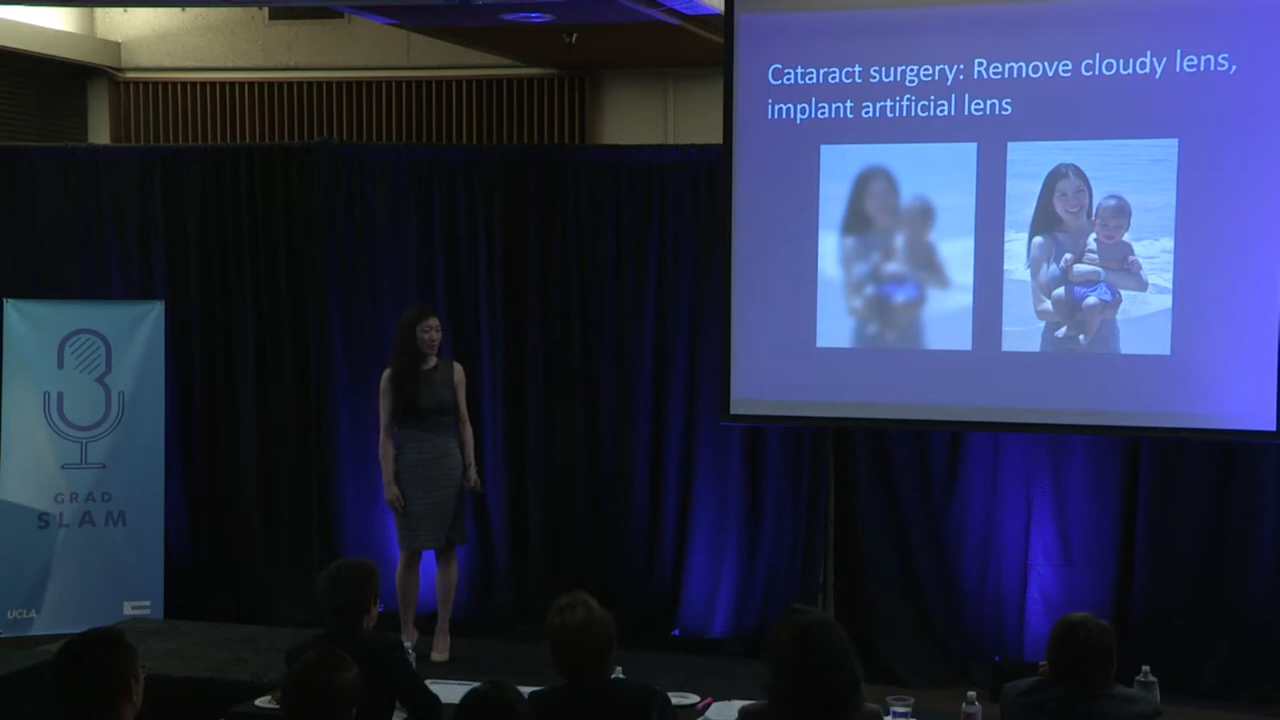 Cataract surgery: Remove cloudy lens,
implant artificial lens
GRAD
SLAM
UCLA